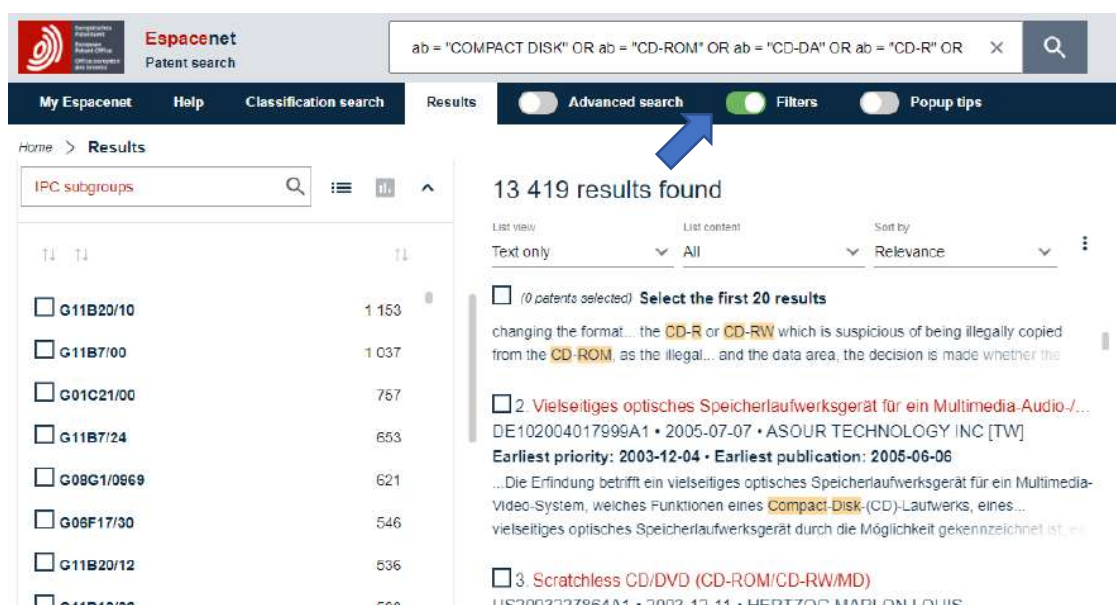 Espacenet
Patent search
ab = "COMPACT DISK" OR ab = "CD-ROM" OR ab = "CD-DA" OR ab = "CD-R" OR
My Espacenet Help Classification search Results Advanced search Filters Popup tips
Home > Results
IPC subgroups
13 419 results found
List view List content Sort by
Text only All Relevance
(0 patents selected) Select the first 20 results
G11B20/10 1 153
changing the format... the CD-R or CD-RW which is suspicious of being illegally copied
from the CD-ROM, as the illegal... and the data area, the decision is made whether the
G11B7/00 1 037
G01C21/00 757
2. Vielseitiges optisches Speicherlaufwerksgerät für ein Multimedia-Audio-/...
DE102004017999A1 • 2005-07-07 • ASOUR TECHNOLOGY INC [TW]
G11B7/24 653
Earliest priority: 2003-12-04 • Earliest publication: 2005-06-06
...Die Erfindung betrifft ein vielseitiges optisches Speicherlaufwerksgerät für ein Multimedia-
G08G1/0969 621
Video-System, welches Funktionen eines Compact-Disk-(CD)-Laufwerks, eines...
vielseitiges optisches Speicherlaufwerksgerät durch die Möglichkeit gekennzeichnet ist,
G06F17/30 546
G11B20/12 536
3. Scratchless CD/DVD (CD-ROM/CD-RW/MD)
US2003227864A1 • 2003-12-11 • HERTZOG MARLON LOUIS